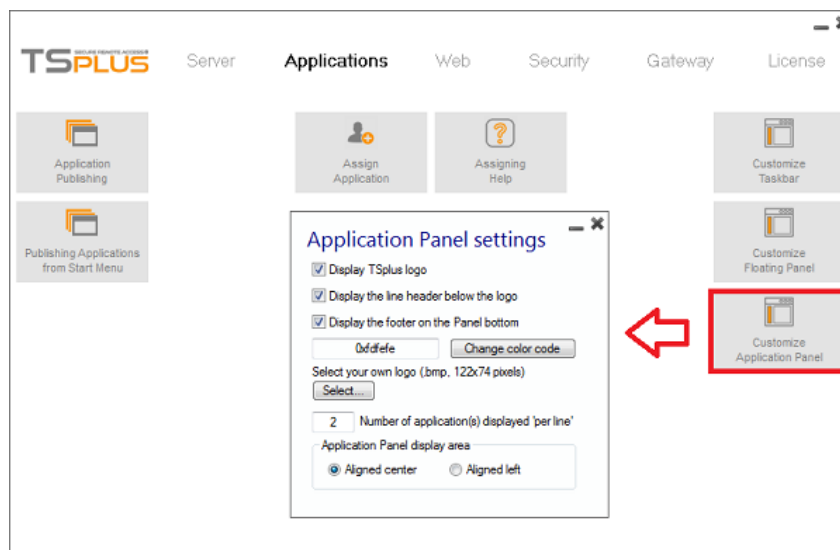 SECURE REMOTE ACCESS
TSPLUS
Server
Applications
Web
Security
Gateway
License
Application
Publishing
Assign
Application
Assigning
Help
Customize
Taskbar
Publishing Applications
from Start Menu
Customize
Floating Panel
Customize
Application Panel
Application Panel settings
Display TSplus logo
Display the line header below the logo
Display the footer on the Panel bottom
0xfdfefe
Change color code
Select your own logo (.bmp, 122x74 pixels)
Select...
2 Number of application(s) displayed 'per line'
Application Panel display area
Aligned center
Aligned left